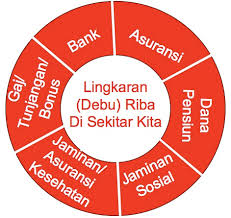 Lingkaran
(Debu) Riba
Di Sekitar Kita
Bank
Asuransi
Dana
Pensiun
Jaminan
Sosial
Jaminan/
Asuransi
Kesehatan
Gaji/
Tunjangan/
Bonus